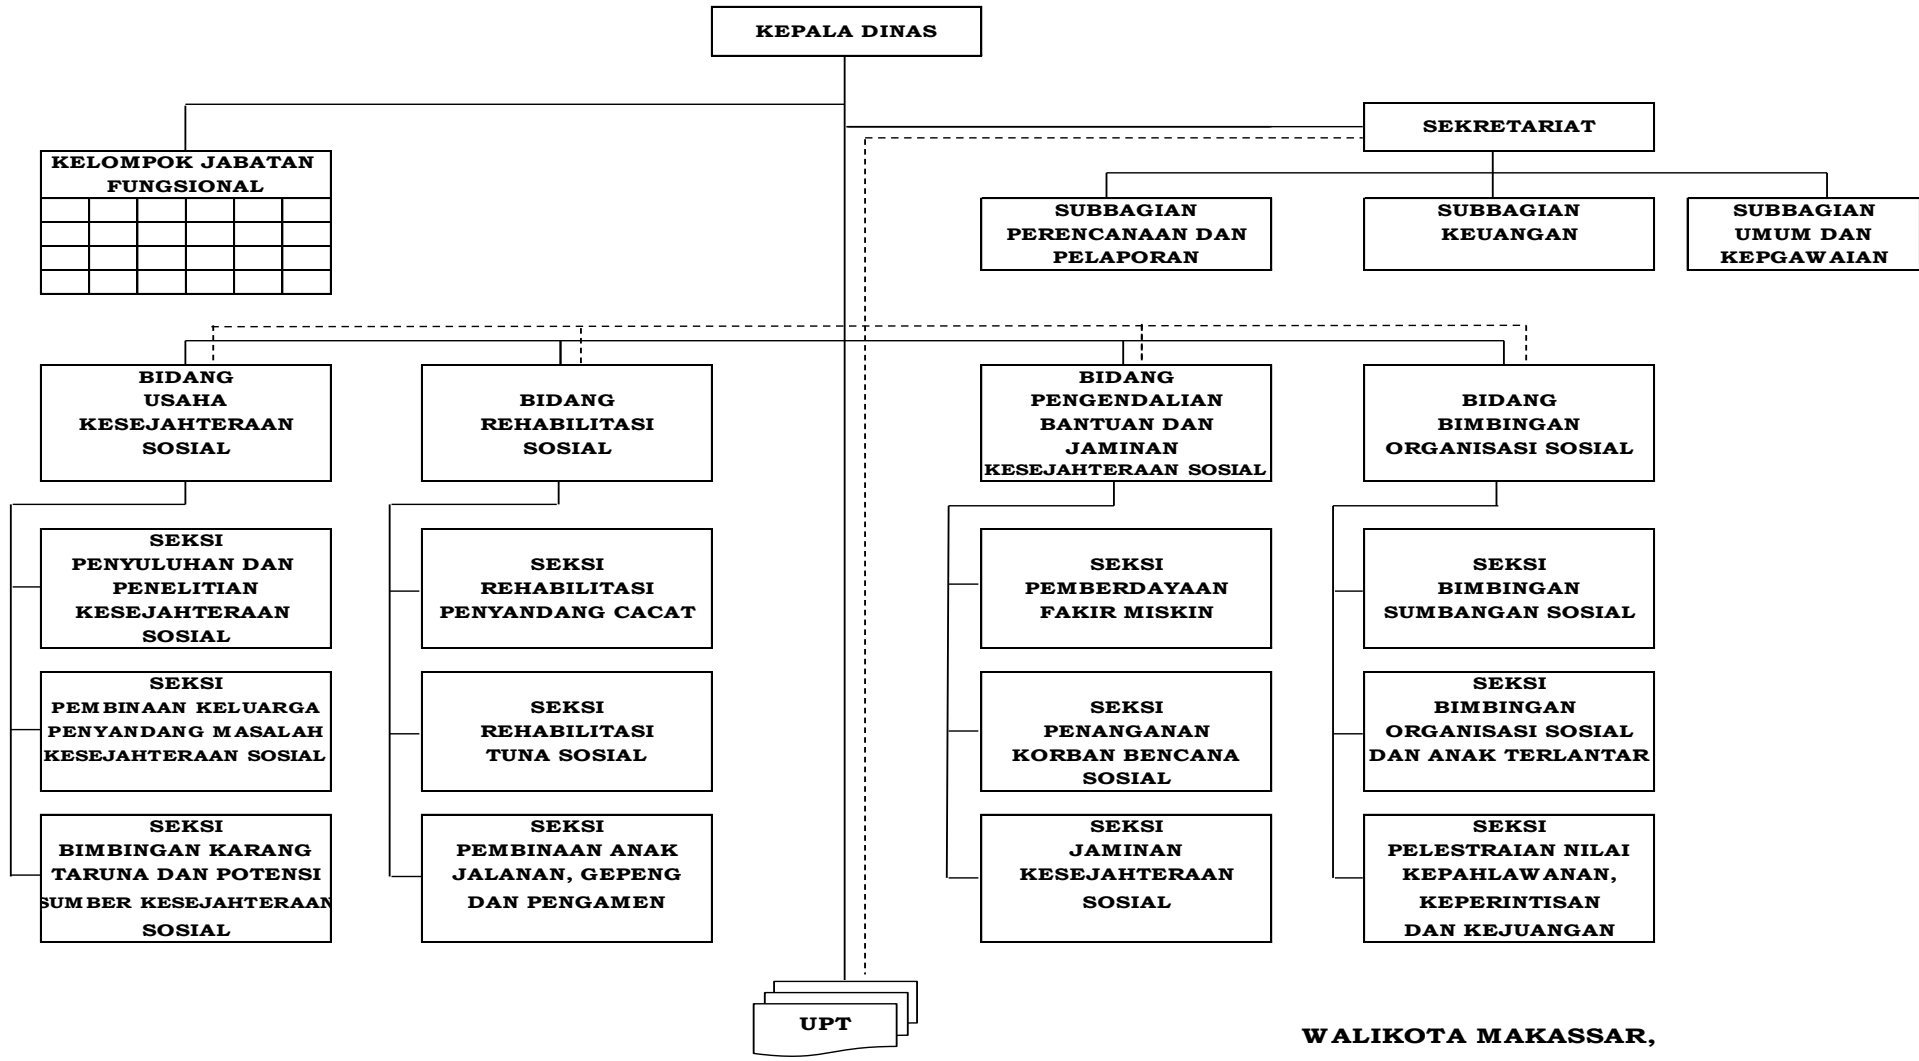 KEPALA DINAS
SEKRETARIAT
KELOMPOK JABATAN
FUNGSIONAL
SUBBAGIAN
PERENCANAAN DAN
PELAPORAN
SUBBAGIAN
KEUANGAN
SUBBAGIAN
UMUM DAN
KEPGAWAIAN
BIDANG
USAHA
KESEJAHTERAAN
SOSIAL
BIDANG
REHABILITASI
SOSIAL
BIDANG
PENGENDALIAN
BANTUAN DAN
JAMINAN
KESEJAHTERAAN SOSIAL
BIDANG
BIMBINGAN
ORGANISASI SOSIAL
SEKSI
PENYULUHAN DAN
PENELITIAN
KESEJAHTERAAN
SOSIAL
SEKSI
REHABILITASI
PENYANDANG CACAT
SEKSI
PEMBERDAYAAN
FAKIR MISKIN
SEKSI
BIMBINGAN
SUMBANGAN SOSIAL
SEKSI
PEMBINAAN KELUARGA
PENYANDANG MASALAH
KESEJAHTERAAN SOSIAL
SEKSI
REHABILITASI
TUNA SOSIAL
SEKSI
PENANGANAN
KORBAN BENCANA
SOSIAL
SEKSI
BIMBINGAN
ORGANISASI SOSIAL
DAN ANAK TERLANTAR
SEKSI
BIMBINGAN KARANG
TARUNA DAN POTENSI
SUMBER KESEJAHTERAAN
SOSIAL
SEKSI
PEMBINAAN ANAK
JALANAN, GEPENG
DAN PENGAMEN
SEKSI
JAMINAN
KESEJAHTERAAN
SOSIAL
SEKSI
PELESTRAIAN NILAI
KEPAHLAWANAN,
KEPERINTISAN
DAN KEJUANGAN
UPT
WALIKOTA MAKASSAR,